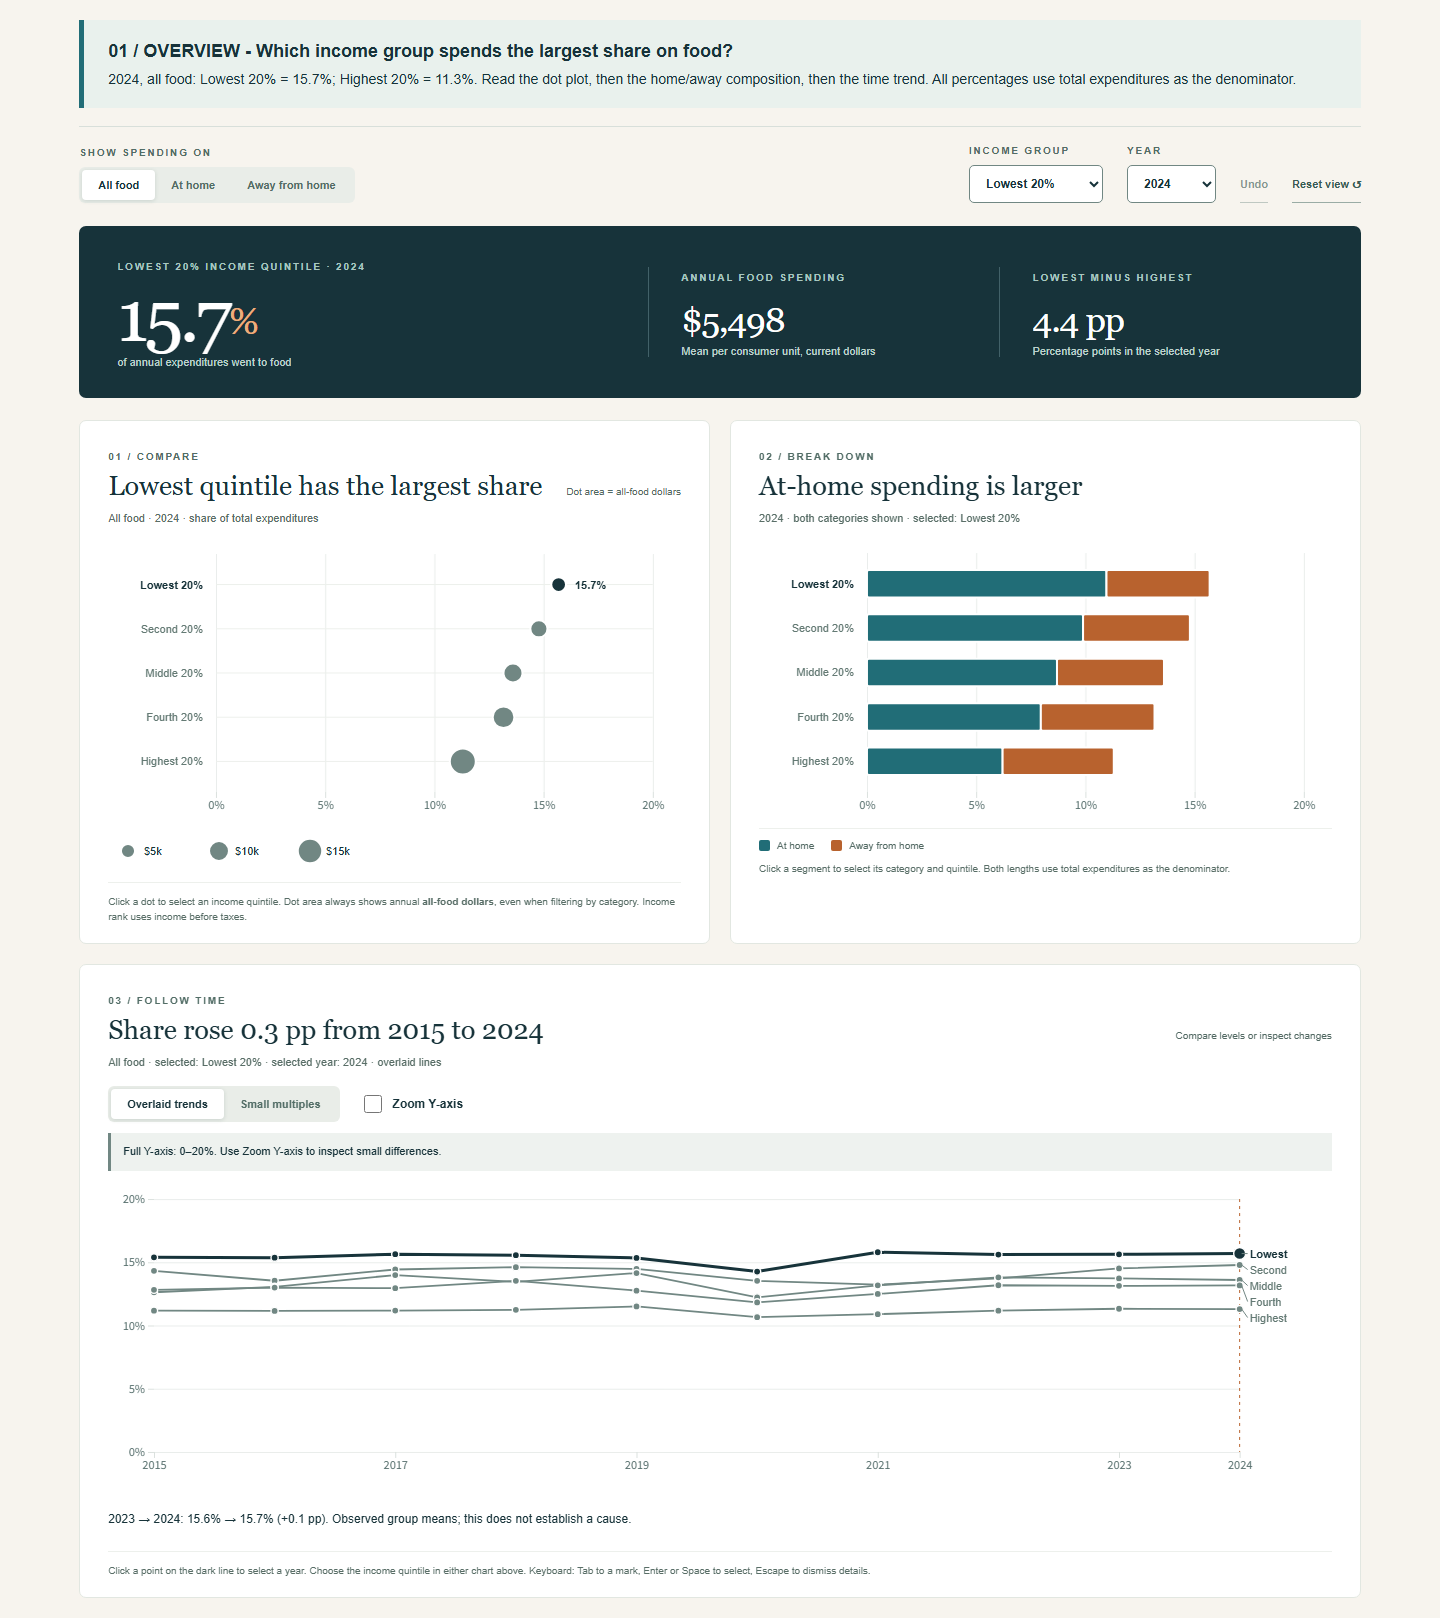 01 / OVERVIEW - Which income group spends the largest share on food?
2024, all food: Lowest 20% = 15.7%; Highest 20% = 11.3%. Read the dot plot, then the home/away composition, then the time trend. All percentages use total expenditures as the denominator.
SHOW SPENDING ON
All food At home Away from home
INCOME GROUP YEAR
Lowest 20% 2024 Undo Reset view ↺
LOWEST 20% INCOME QUINTILE · 2024
15.7%
of annual expenditures went to food
ANNUAL FOOD SPENDING
$5,498
Mean per consumer unit, current dollars
LOWEST MINUS HIGHEST
4.4 pp
Percentage points in the selected year
01 / COMPARE
Lowest quintile has the largest share
Dot area = all-food dollars
All food · 2024 · share of total expenditures
Lowest 20%
15.7%
Second 20%
Middle 20%
Fourth 20%
Highest 20%
0% 5% 10% 15% 20%
$5k $10k $15k
Click a dot to select an income quintile. Dot area always shows annual all-food dollars, even when filtering by category. Income
rank uses income before taxes.
02 / BREAK DOWN
At-home spending is larger
2024 · both categories shown · selected: Lowest 20%
Lowest 20%
Second 20%
Middle 20%
Fourth 20%
Highest 20%
0% 5% 10% 15% 20%
At home Away from home
Click a segment to select its category and quintile. Both lengths use total expenditures as the denominator.
03 / FOLLOW TIME
Share rose 0.3 pp from 2015 to 2024
Compare levels or inspect changes
All food · selected: Lowest 20% · selected year: 2024 · overlaid lines
Overlaid trends Small multiples Zoom Y-axis
Full Y-axis: 0–20%. Use Zoom Y-axis to inspect small differences.
20%
15%
10%
5%
0%
Lowest
Second
Middle
Fourth
Highest
2015 2017 2019 2021 2023 2024
2023 → 2024: 15.6% → 15.7% (+0.1 pp). Observed group means; this does not establish a cause.
Click a point on the dark line to select a year. Choose the income quintile in either chart above. Keyboard: Tab to a mark, Enter or Space to select, Escape to dismiss details.